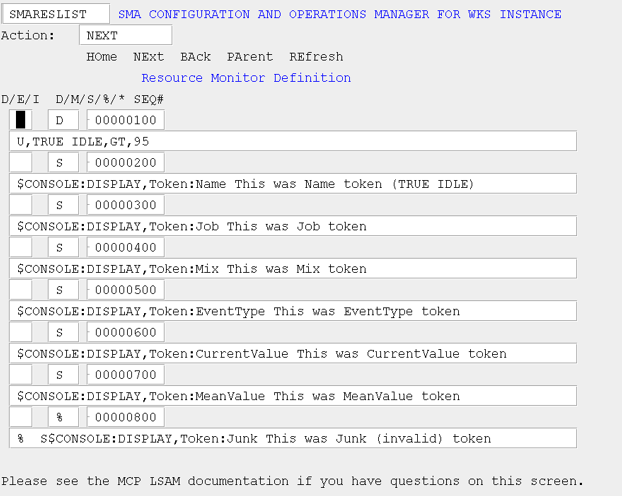 SMARESLIST SMA CONFIGURATION AND OPERATIONS MANAGER FOR WKS INSTANCE
Action: NEXT
HOme NExt BAck PArent REfresh
Resource Monitor Definition
D/E/I D/M/S/%/* SEQ#
D 00000100
U,TRUE IDLE,GT,95
S 00000200
$CONSOLE:DISPLAY,Token:Name This was Name token (TRUE IDLE)
S 00000300
$CONSOLE:DISPLAY,Token:Job This was Job token
S 00000400
$CONSOLE:DISPLAY,Token:Mix This was Mix token
S 00000500
$CONSOLE:DISPLAY,Token:EventType This was EventType token
S 00000600
$CONSOLE:DISPLAY,Token:CurrentValue This was CurrentValue token
S 00000700
$CONSOLE:DISPLAY,Token:MeanValue This was MeanValue token
% 00000800
% S$CONSOLE:DISPLAY,Token:Junk This was Junk (invalid) token
Please see the MCP LSAM documentation if you have questions on this screen.